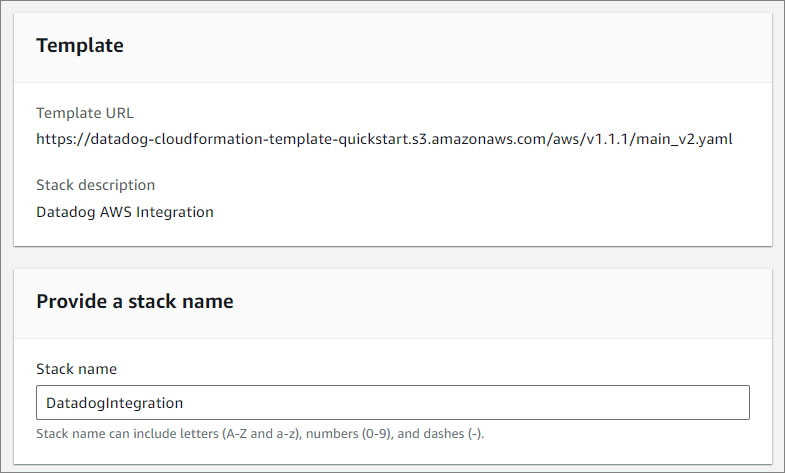 Template
Template URL
https://datadog-cloudformation-template-quickstart.s3.amazonaws.com/aws/v1.1.1/main_v2.yaml
Stack description
Datadog AWS Integration
Provide a stack name
Stack name
DatadogIntegration
Stack name can include letters (A-Z and a-z), numbers (0-9), and dashes (-).